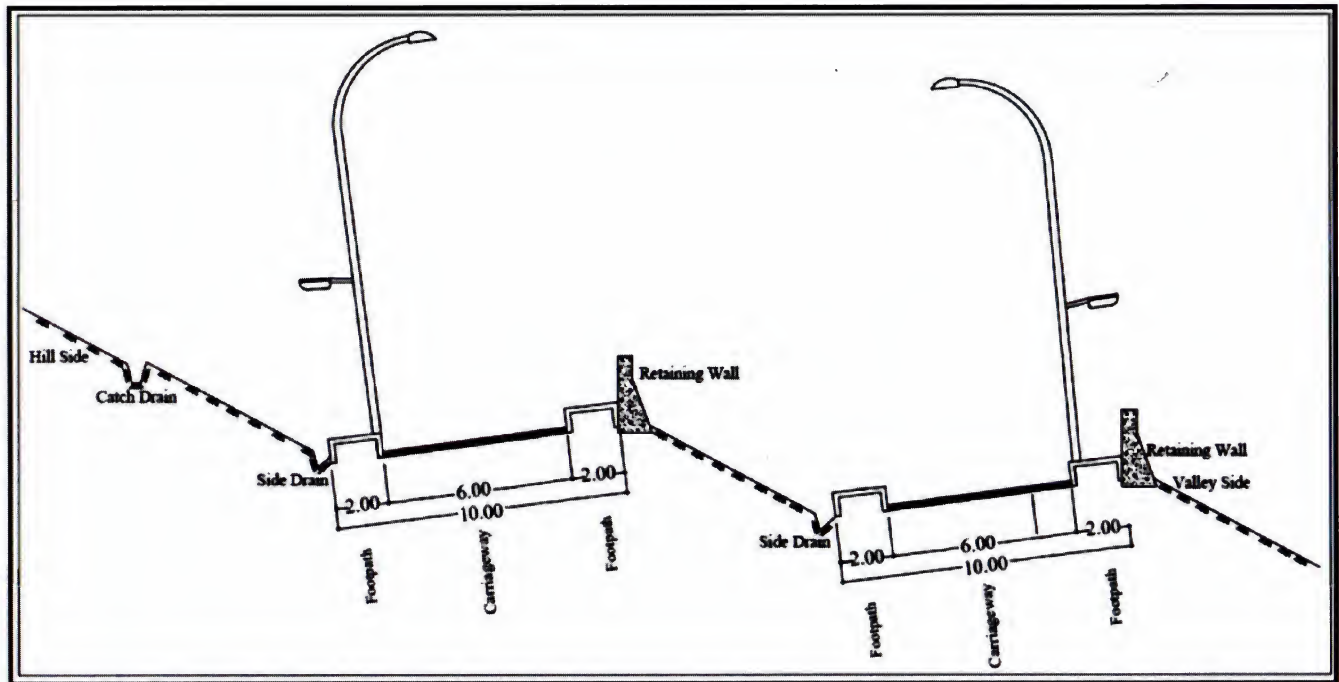 Hill Side
Catch Drain
Side Drain
Retaining Wall
2.00
6.00
2.00
10.00
Footpath
Carriageway
Footpath
Side Drain
Retaining Wall
Valley Side
2.00
6.00
2.00
10.00
Footpath
Carriageway
Footpath